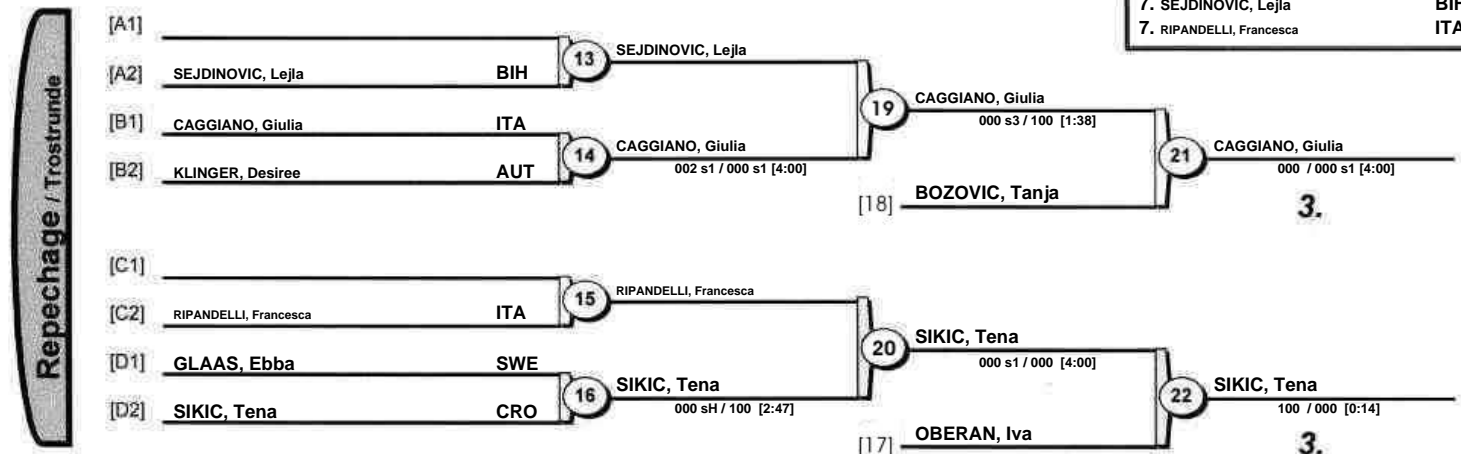 7. SEJDINOVIC, Lejla BIH
7. RIPANDELLI, Francesca ITA
Repechage / Trostrunde
[A1]
[A2] SEJDINOVIC, Lejla BIH
13 SEJDINOVIC, Lejla
[B1] CAGGIANO, Giulia ITA
[B2] KLINGER, Desiree AUT
14 CAGGIANO, Giulia
002 s1 / 000 s1 [4:00]
19 CAGGIANO, Giulia
000 s3 / 100 [1:38]
[18] BOZOVIC, Tanja
21 CAGGIANO, Giulia
000 / 000 s1 [4:00]
3.
[C1]
[C2] RIPANDELLI, Francesca ITA
15 RIPANDELLI, Francesca
[D1] GLAAS, Ebba SWE
[D2] SIKIC, Tena CRO
16 SIKIC, Tena
000 sH / 100 [2:47]
20 SIKIC, Tena
000 s1 / 000 [4:00]
[17] OBERAN, Iva
22 SIKIC, Tena
100 / 000 [0:14]
3.